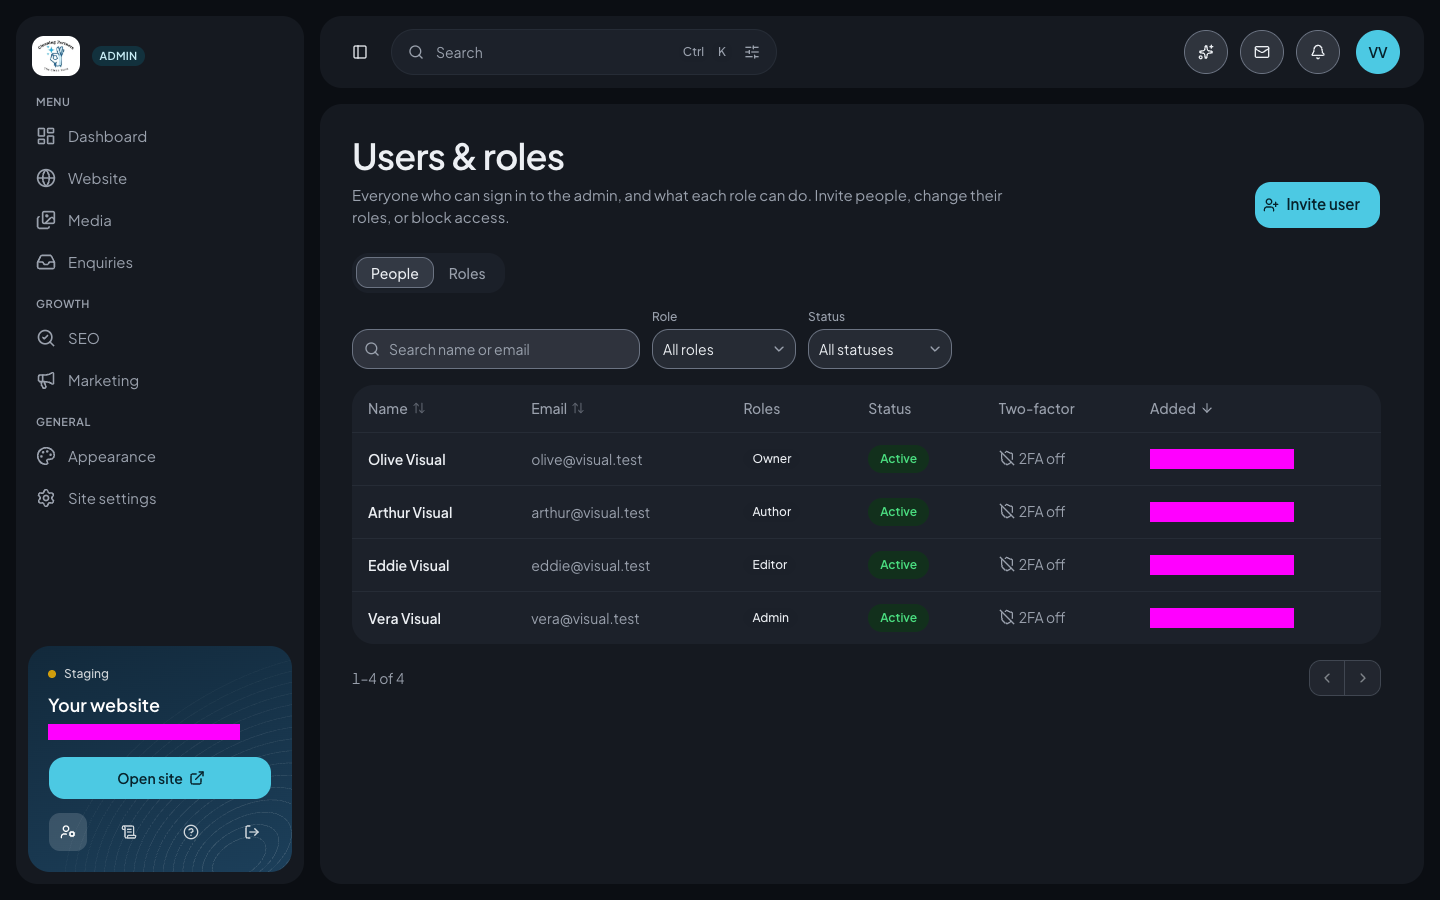 ADMIN
MENU
Dashboard
Website
Media
Enquiries
GROWTH
SEO
Marketing
GENERAL
Appearance
Site settings
Staging
Your website
Open site
Search
Ctrl K
VV
Users & roles
Everyone who can sign in to the admin, and what each role can do. Invite people, change their
roles, or block access.
Invite user
People Roles
Role Status
Search name or email All roles All statuses
Name Email Roles Status Two-factor Added
Olive Visual olive@visual.test Owner Active 2FA off
Arthur Visual arthur@visual.test Author Active 2FA off
Eddie Visual eddie@visual.test Editor Active 2FA off
Vera Visual vera@visual.test Admin Active 2FA off
1–4 of 4